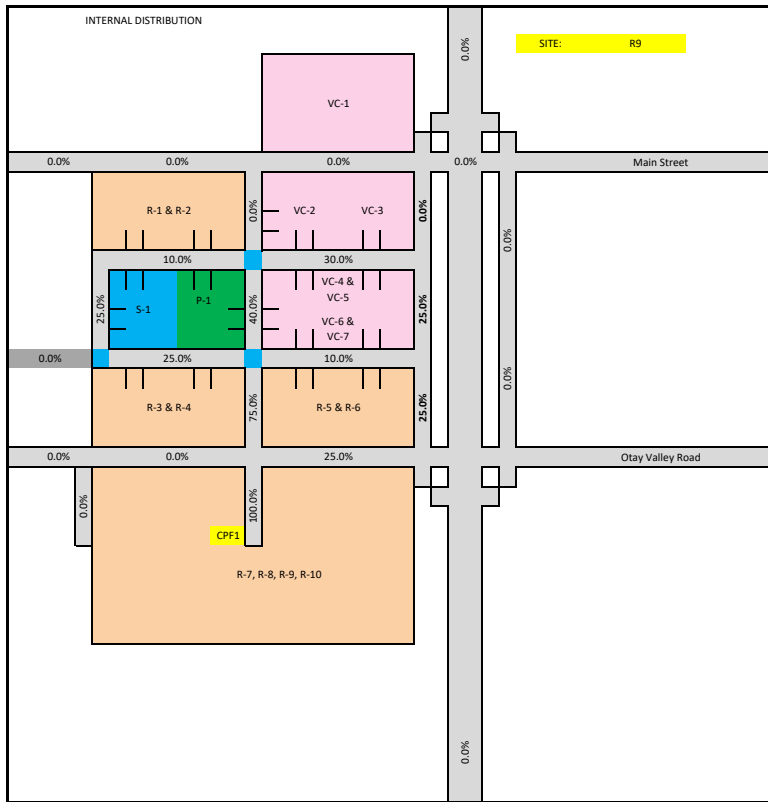 INTERNAL DISTRIBUTION
SITE: R9
0.0%
VC-1
0.0% 0.0% 0.0% 0.0% Main Street
R-1 & R-2
0.0%
VC-2 VC-3
0.0%
0.0%
10.0% 30.0%
25.0%
S-1
P-1
40.0%
VC-4 &
VC-5
VC-6 &
VC-7
25.0%
0.0% 25.0% 10.0%
R-3 & R-4
75.0%
R-5 & R-6
25.0%
0.0%
0.0% 0.0% 25.0% Otay Valley Road
0.0%
100.0%
CPF1
R-7, R-8, R-9, R-10
0.0%